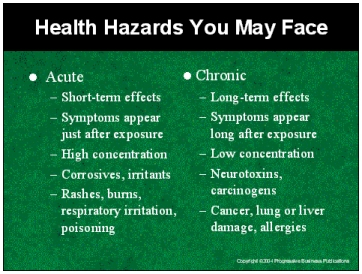 Health Hazards You May Face
● Acute
– Short-term effects
– Symptoms appear
just after exposure
– High concentration
– Corrosives, irritants
– Rashes, burns,
respiratory irritation,
poisoning
● Chronic
– Long-term effects
– Symptoms appear
long after exposure
– Low concentration
– Neurotoxins,
carcinogens
– Cancer, lung or liver
damage, allergies
Copyright Progressive Business Publications